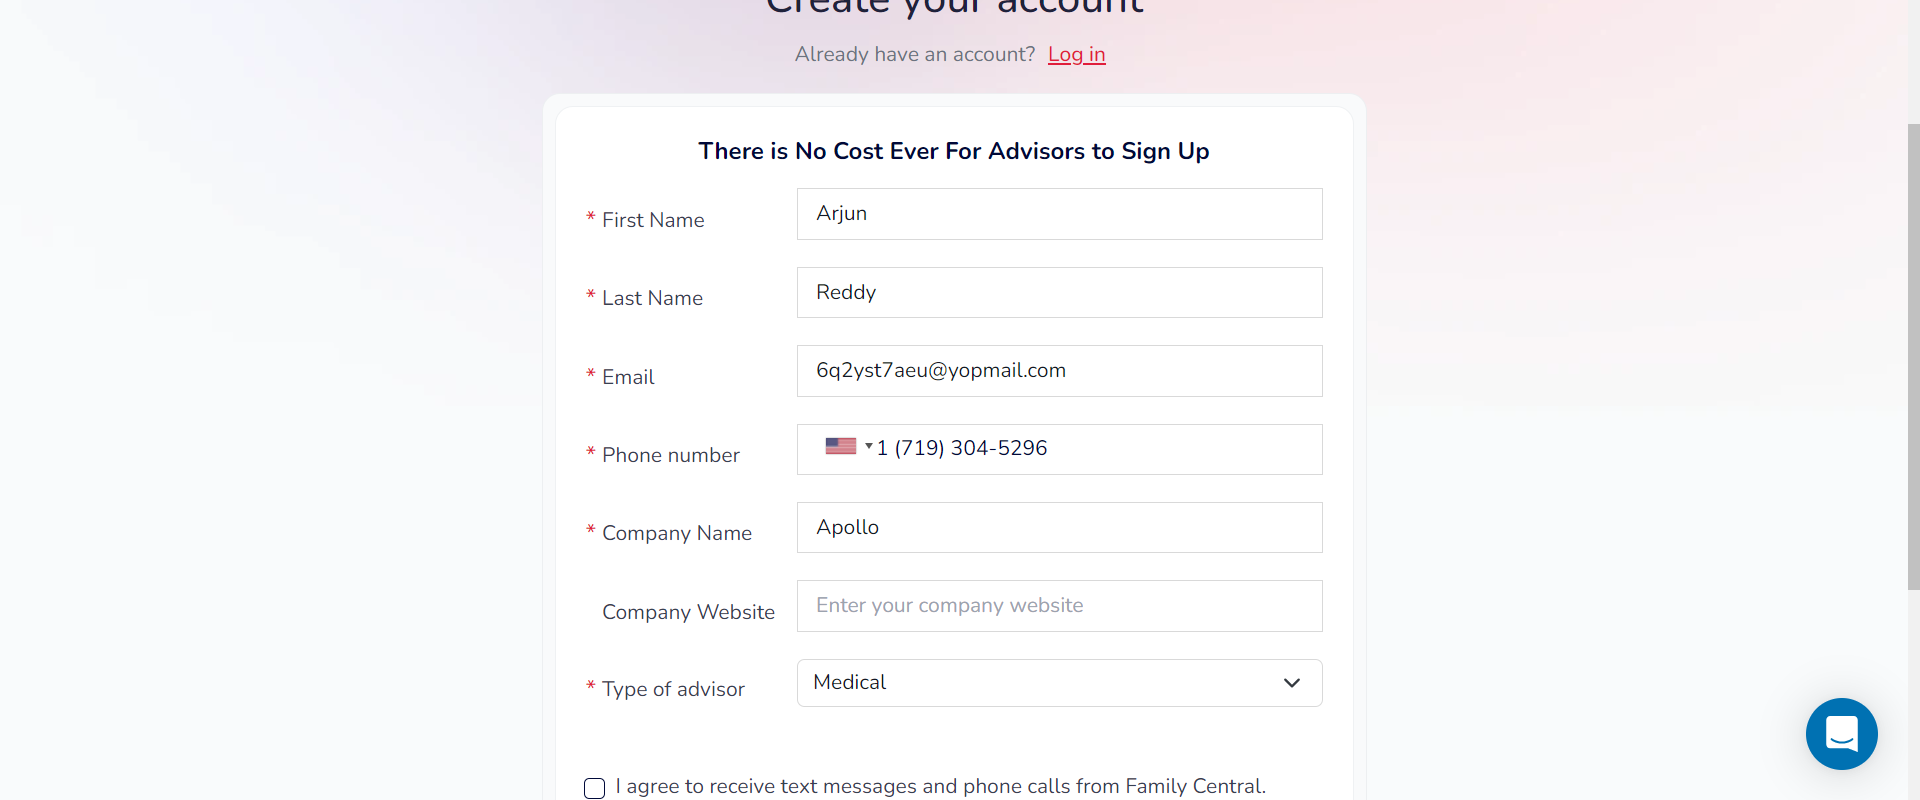 Create your account
Already have an account? Log in
There is No Cost Ever For Advisors to Sign Up
* First Name Arjun
* Last Name Reddy
* Email 6q2yst7aeu@yopmail.com
* Phone number 1 (719) 304-5296
* Company Name Apollo
Company Website Enter your company website
* Type of advisor Medical
I agree to receive text messages and phone calls from Family Central.